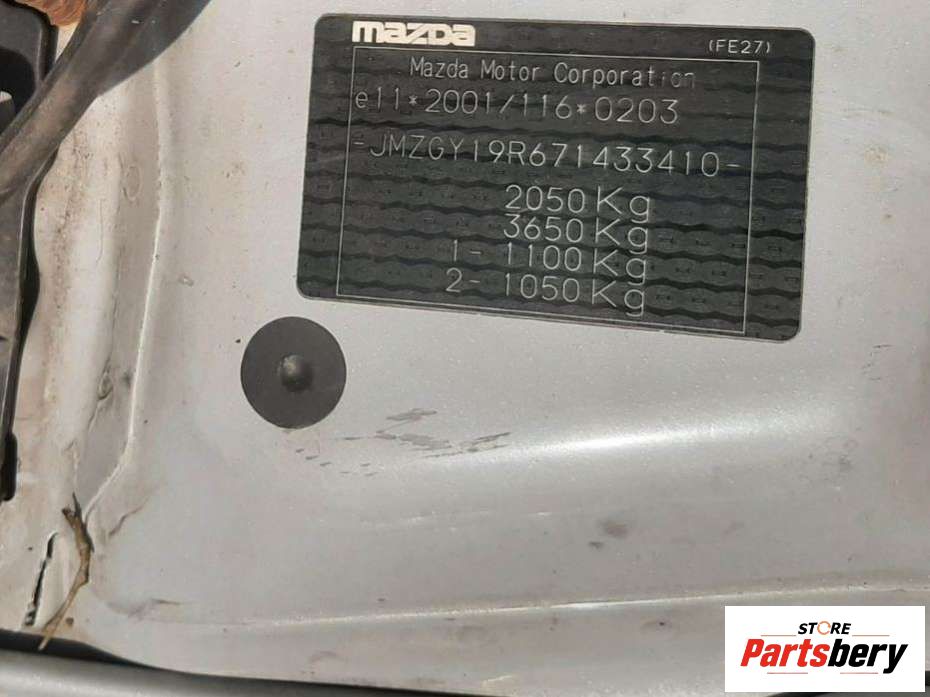 mazda
(FE27)
Mazda Motor Corporation
e11*2001/116*0203
-JMZGY19R671433410-
2050Kg
3650Kg
1- 1100Kg
2- 1050Kg
STORE
Partsbery